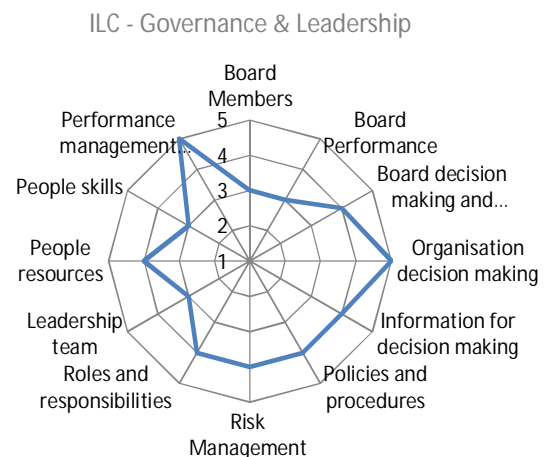 ILC - Governance & Leadership
Board
Members
Board
Performance
Board decision
making and...
Organisation
decision making
Information for
decision making
Policies and
procedures
Risk
Management
Roles and
responsibilities
Leadership
team
People
resources
People skills
Performance
management...
5
4
3
2
1